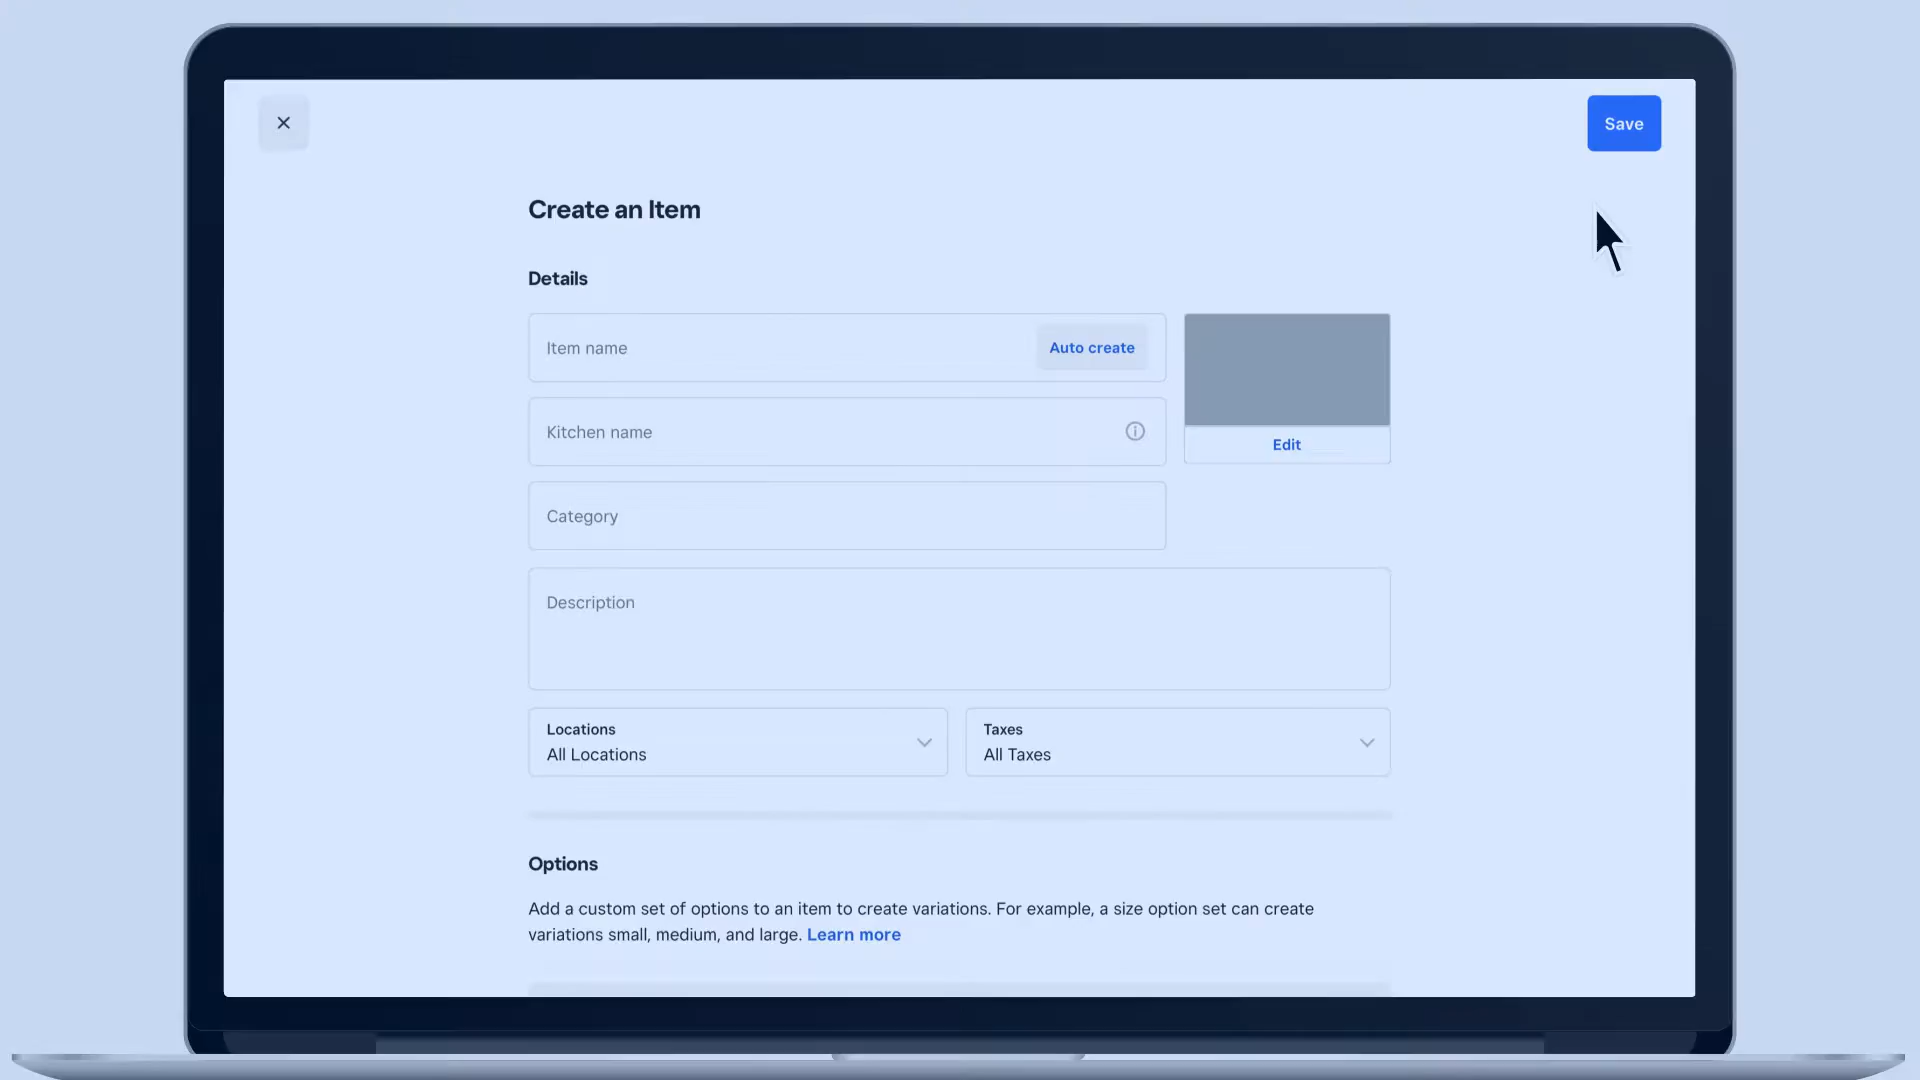 Save
Create an Item
Details
Item name
Auto create
Kitchen name
Edit
Category
Description
Locations
All Locations
Taxes
All Taxes
Options
Add a custom set of options to an item to create variations. For example, a size option set can create
variations small, medium, and large. Learn more